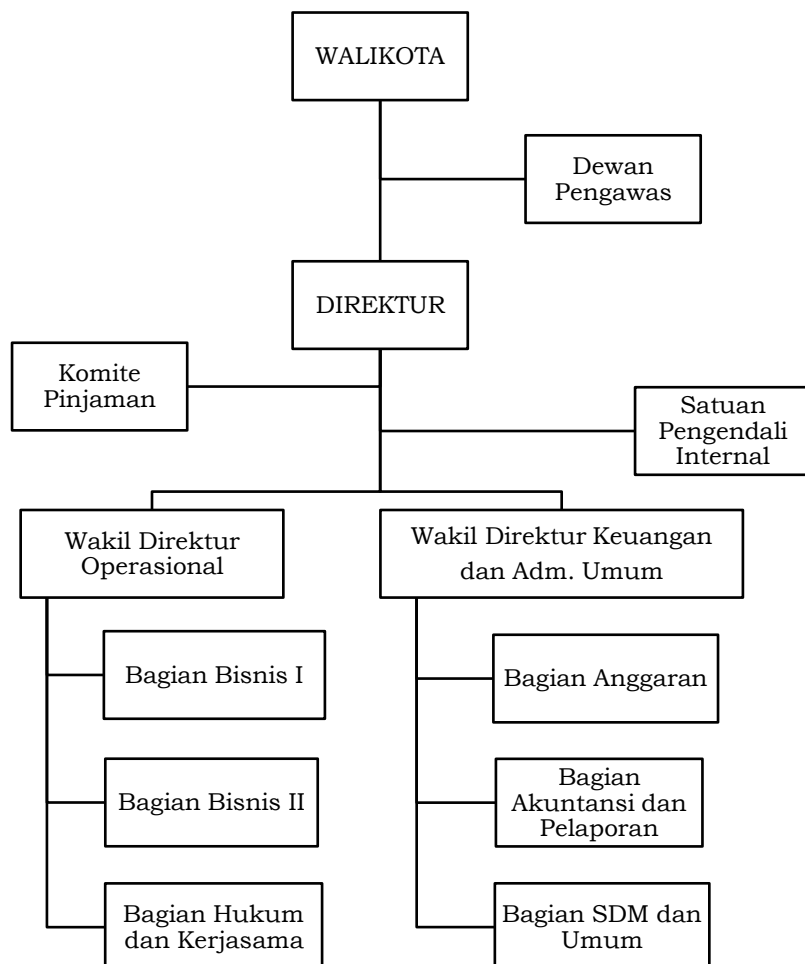 WALIKOTA
Dewan
Pengawas
DIREKTUR
Komite
Pinjaman
Satuan
Pengendali
Internal
Wakil Direktur
Operasional
Wakil Direktur Keuangan
dan Adm. Umum
Bagian Bisnis I
Bagian Anggaran
Bagian Bisnis II
Bagian
Akuntansi dan
Pelaporan
Bagian Hukum
dan Kerjasama
Bagian SDM dan
Umum